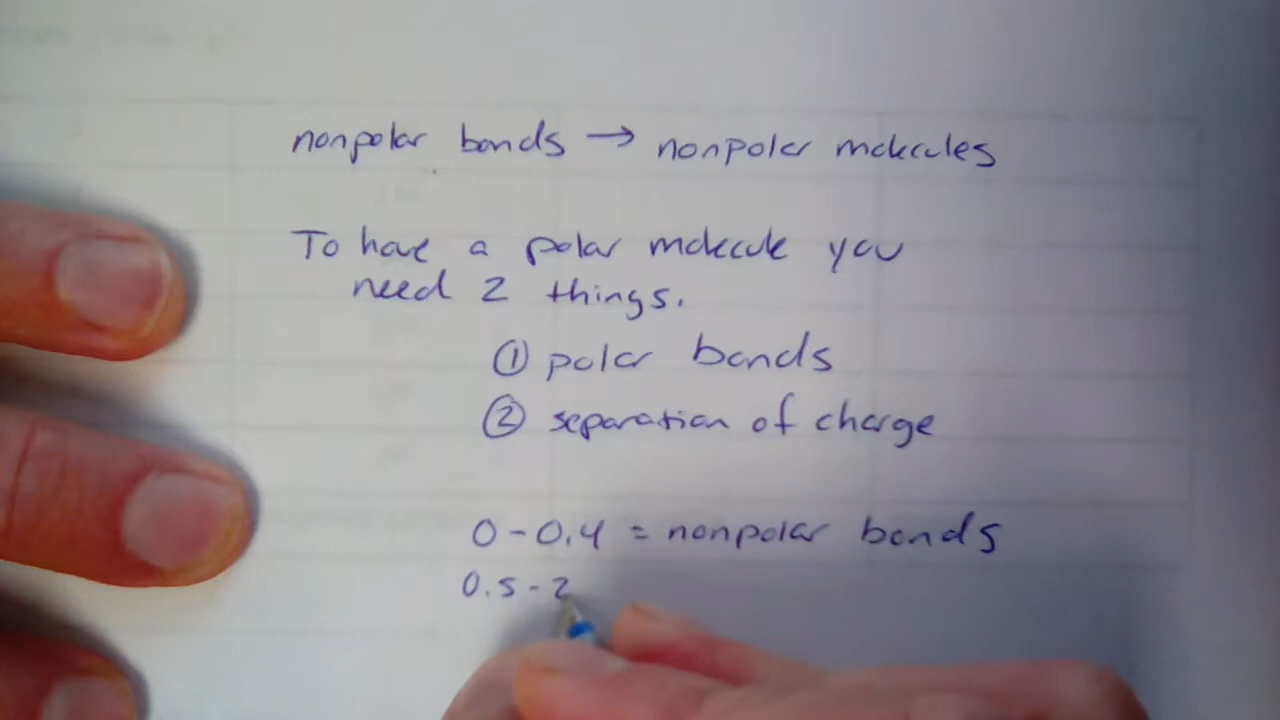 nonpolar bonds → nonpolar molecules
To have a polar molecule you
need 2 things.
① polar bonds
② separation of charge
0 - 0.4 = nonpolar bonds
0.5 - 2